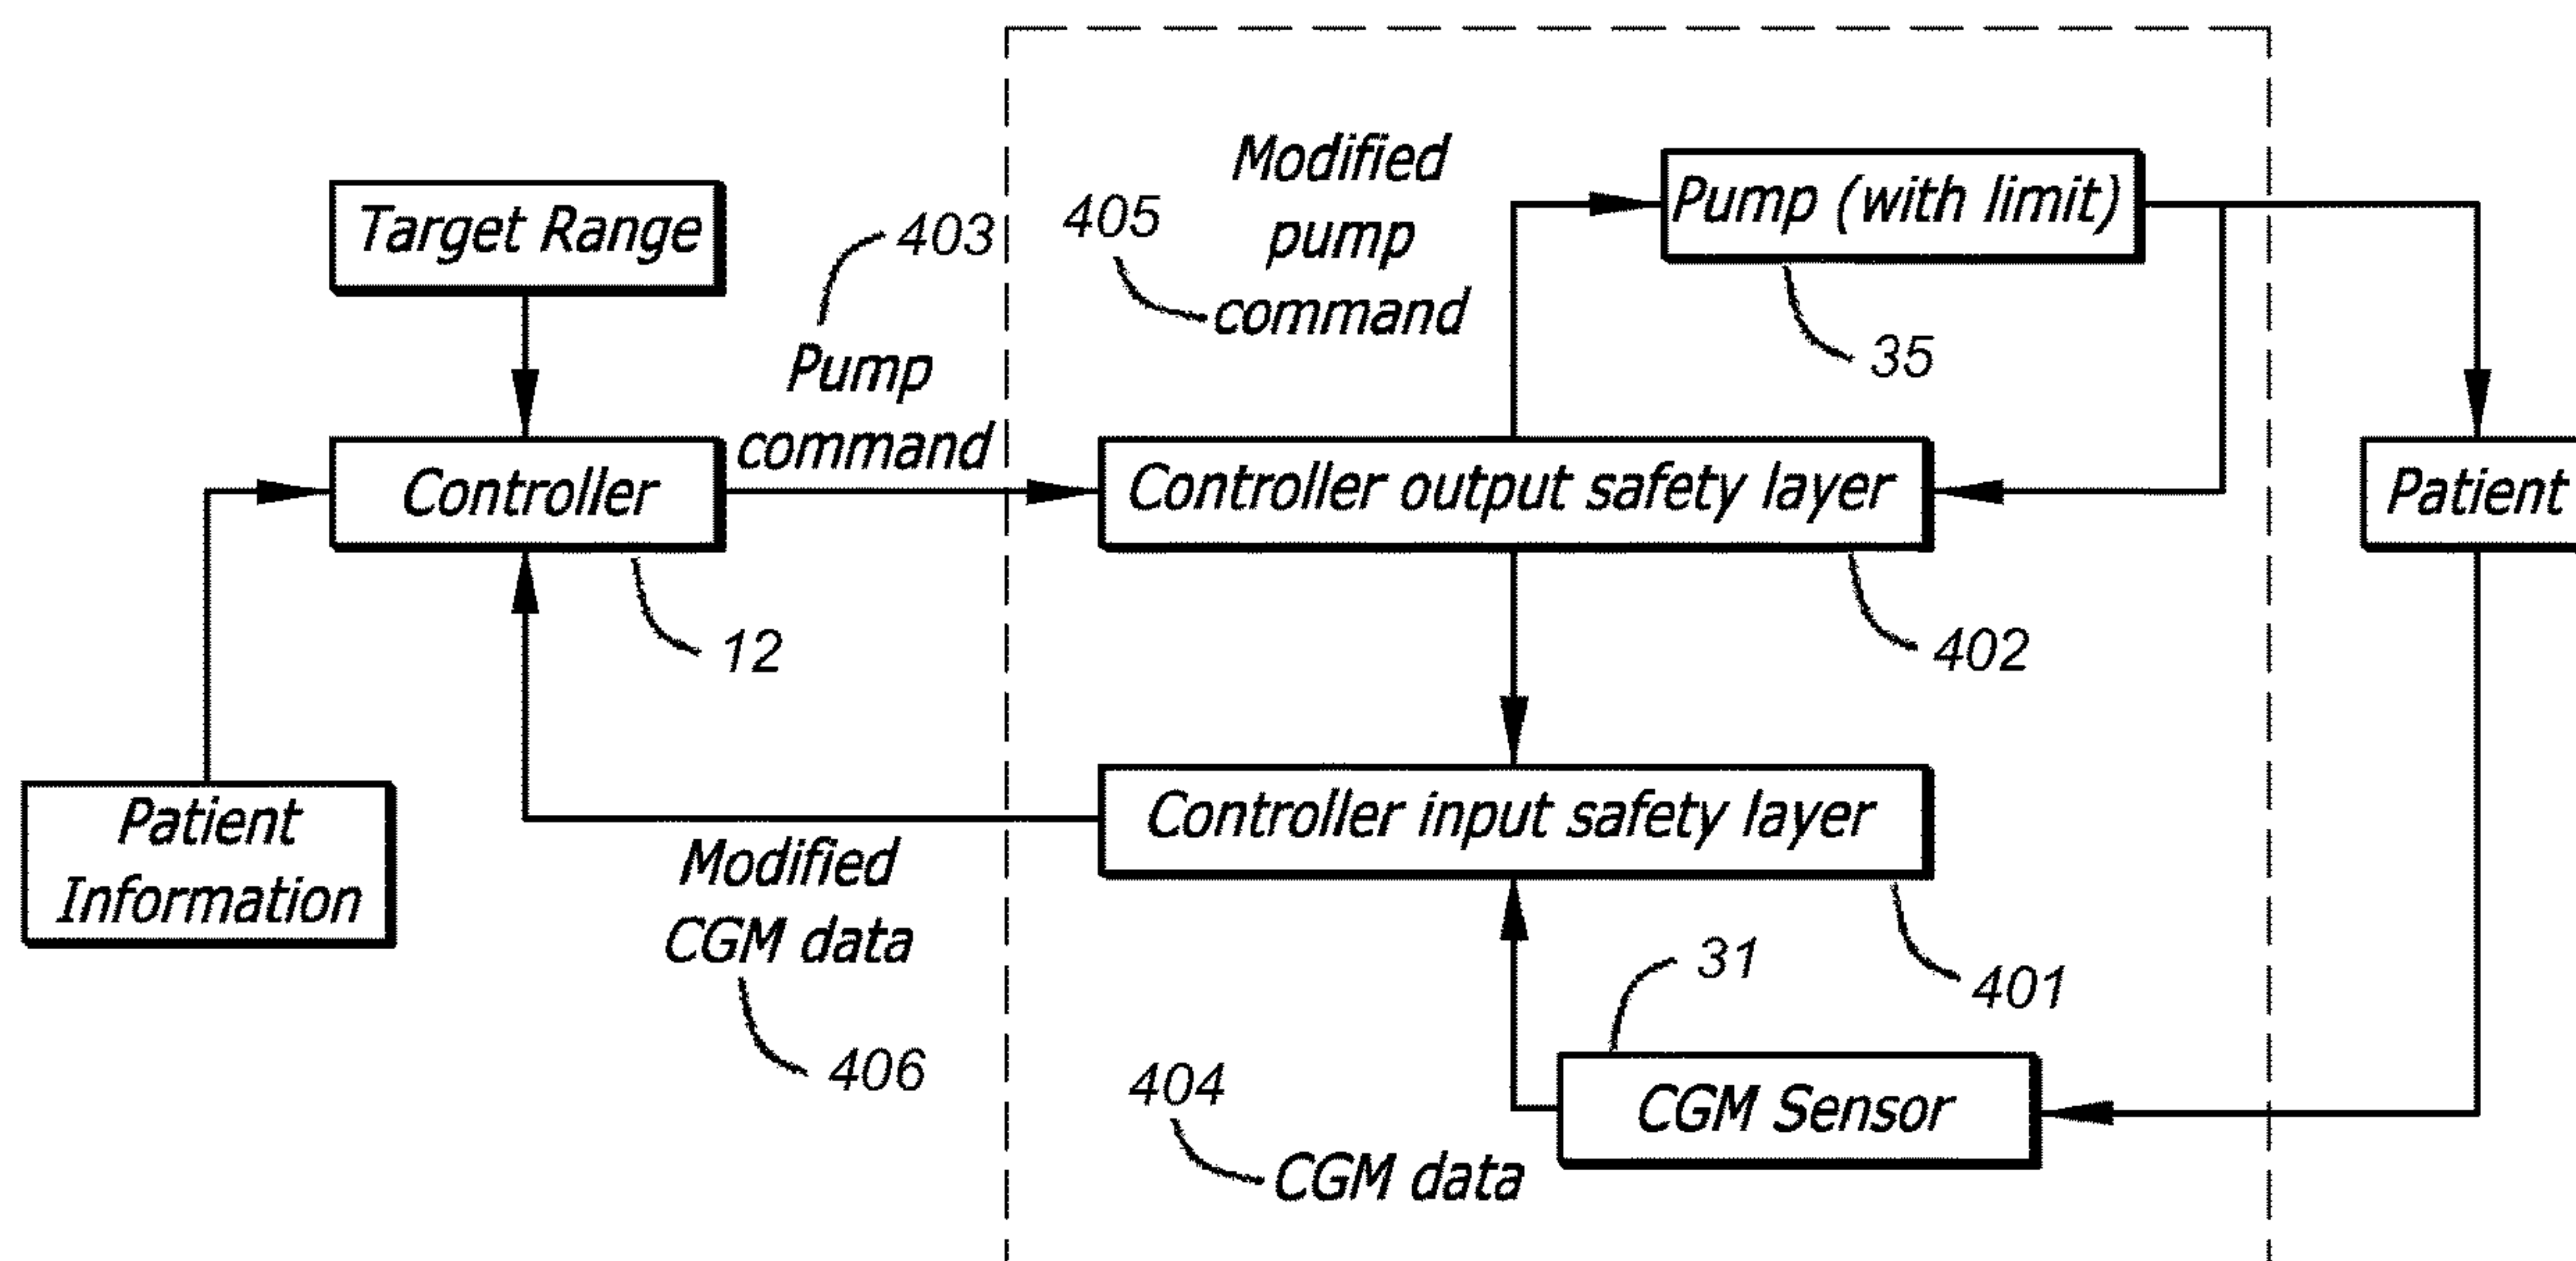 Target Range
403
Pump
command
405
Modified
pump
command
Pump (with limit)
35
Controller
12
Controller output safety layer
402
Patient
Patient
Information
Modified
CGM data
406
Controller input safety layer
401
31
CGM Sensor
404
CGM data